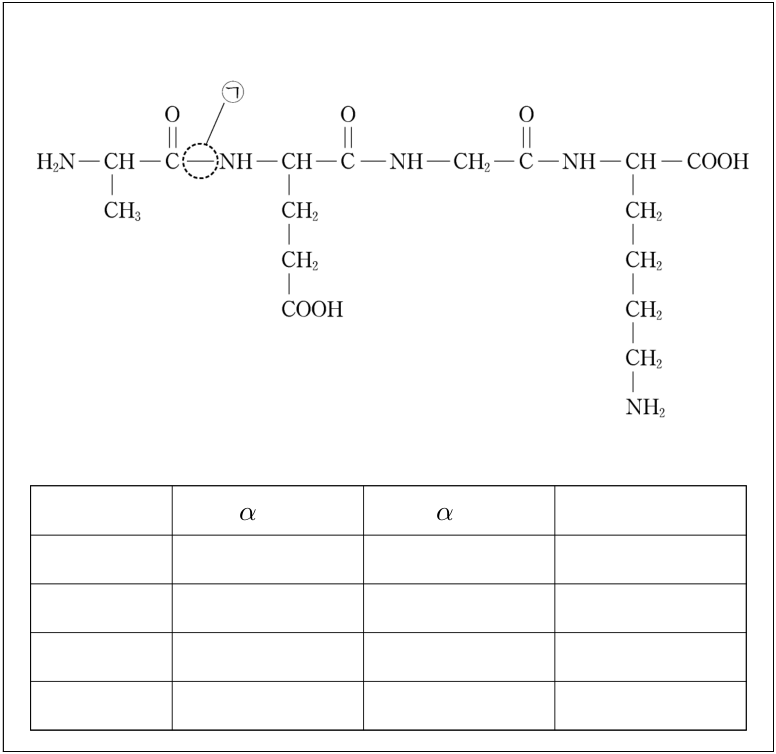 ㉠
O O O
H₂N—CH—C—NH—CH—C—NH—CH₂—C—NH—CH—COOH
CH₃ CH₂ CH₂
CH₂ CH₂
COOH CH₂
CH₂
NH₂
α α